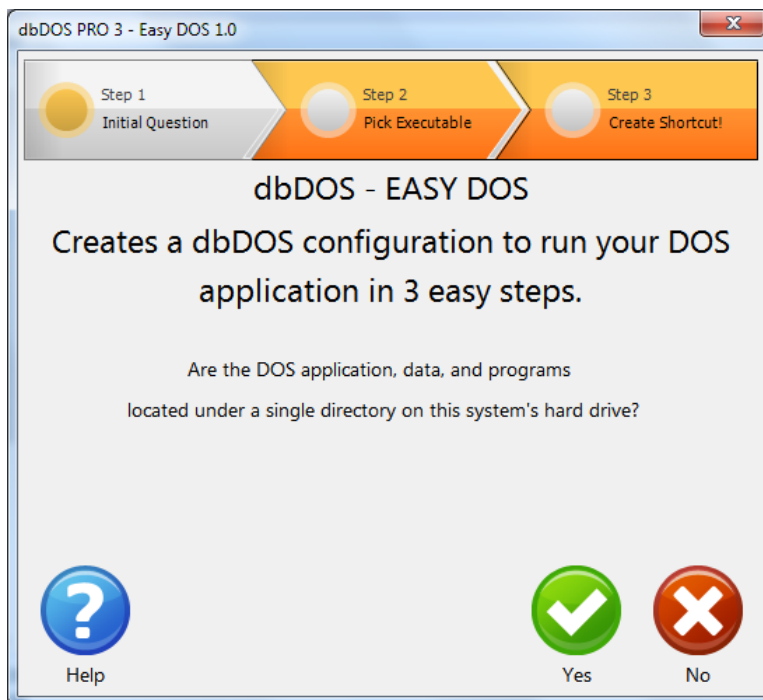 dbDOS PRO 3 - Easy DOS 1.0
Step 1
Initial Question
Step 2
Pick Executable
Step 3
Create Shortcut!
dbDOS - EASY DOS
Creates a dbDOS configuration to run your DOS
application in 3 easy steps.
Are the DOS application, data, and programs
located under a single directory on this system's hard drive?
Help
Yes
No